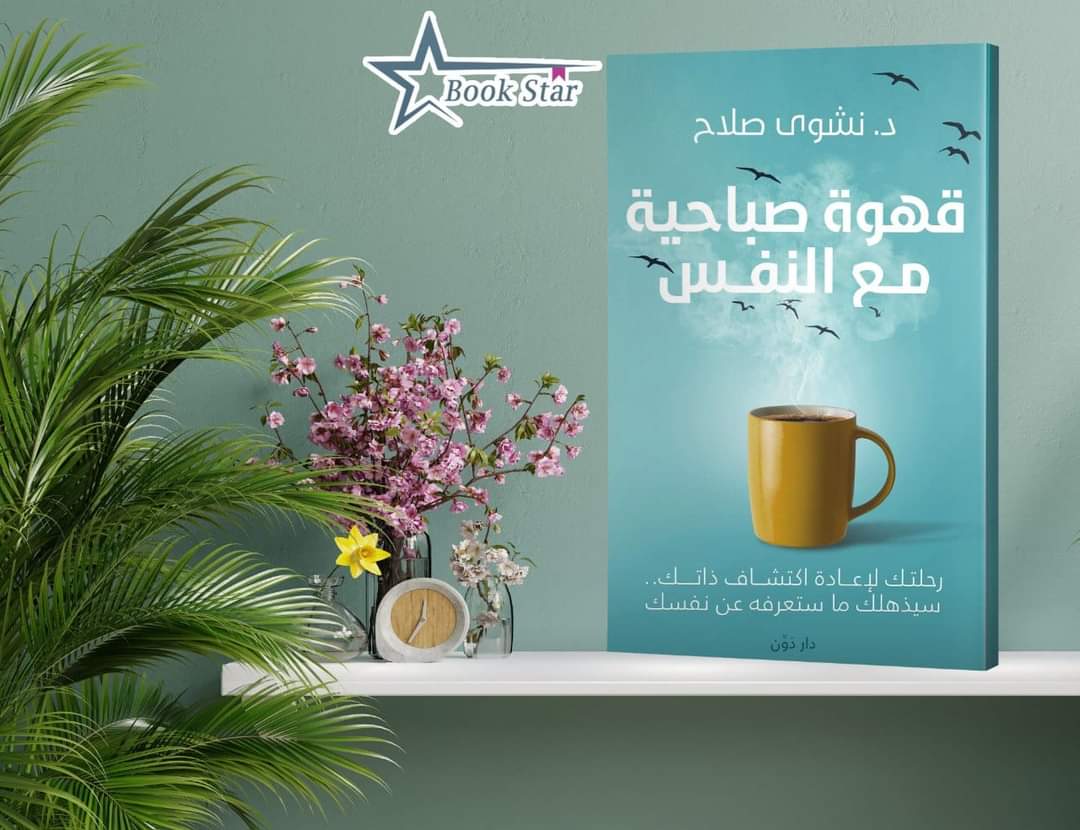 Book Star
د. نشوى صلاح
قهوة صباحية
مع النفس
رحلتك لإعادة اكتشاف ذاتك..
سيذهلك ما ستعرفه عن نفسك
دار دَوِّن